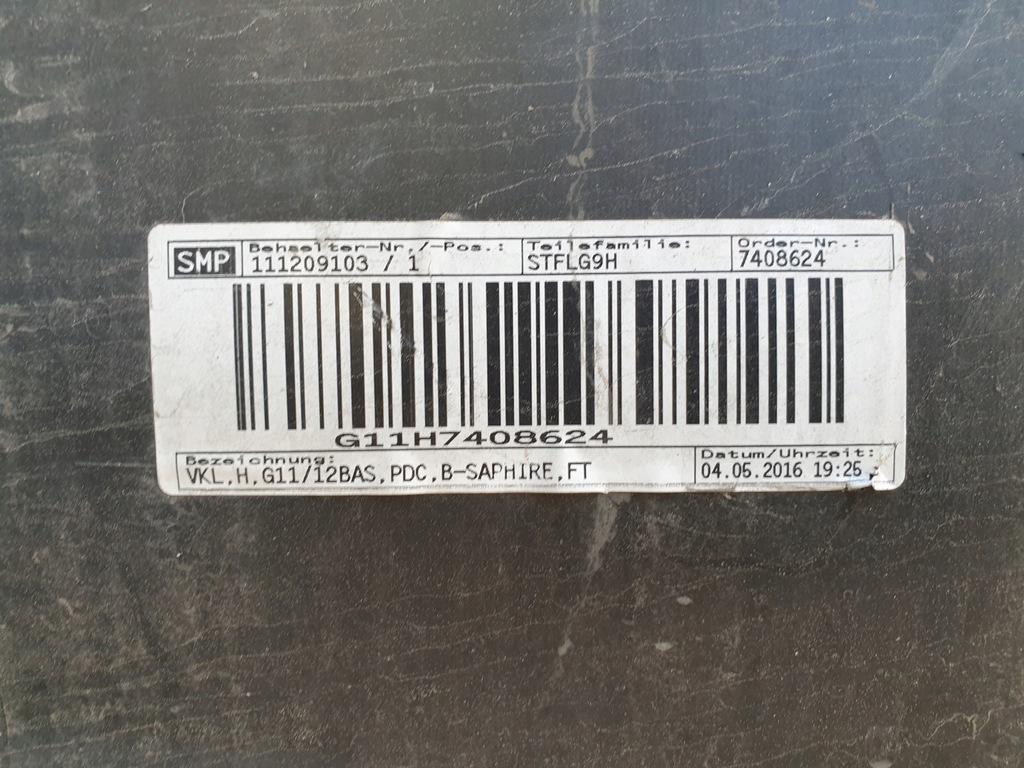 SMP Behaelter-Nr./-Pos.: Teilefamilie: Order-Nr.:
111209103 / 1 STFLG9H 7408624
G11H7408624
Bezeichnung: Datum/Uhrzeit:
VKL,H,G11/12BAS,PDC,B-SAPHIRE,FT 04.05.2016 19:25